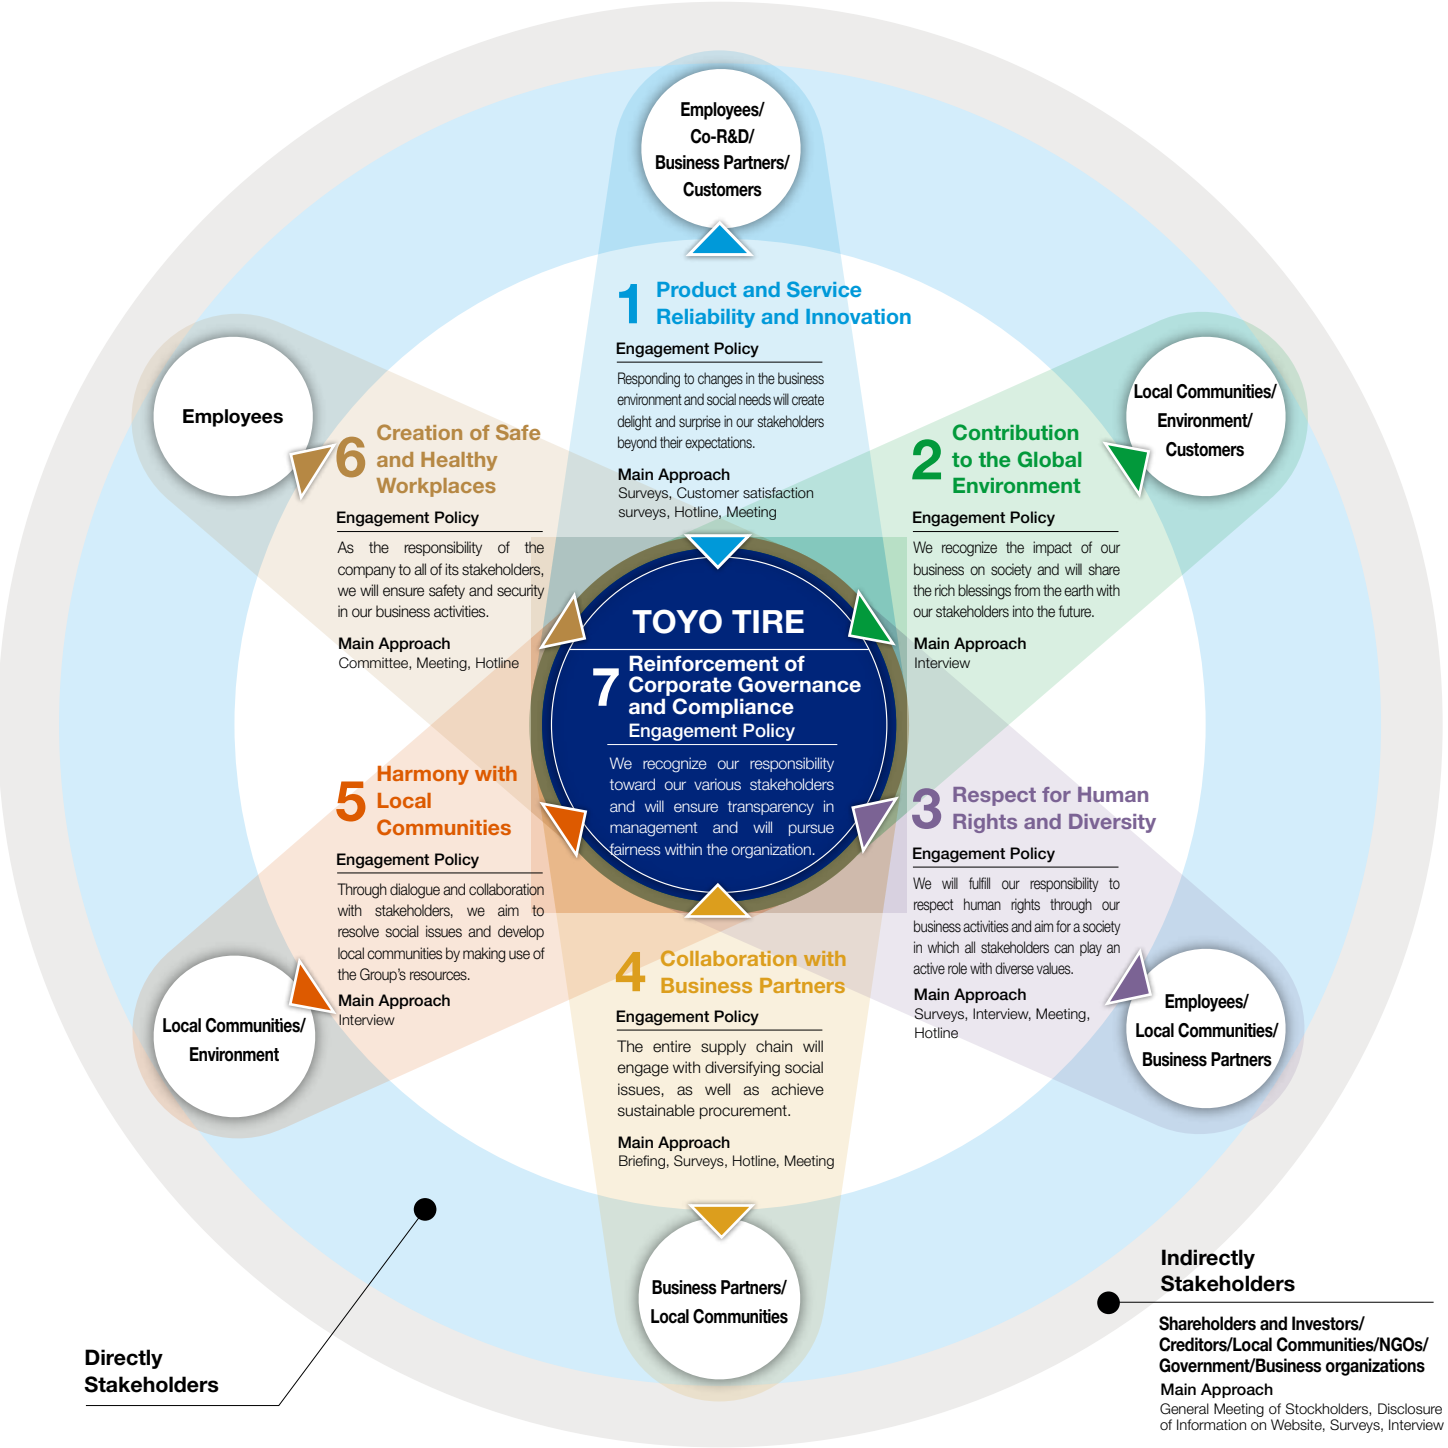 Employees/
Co-R&D/
Business Partners/
Customers
1
Product and Service
Reliability and Innovation
Engagement Policy
Responding to changes in the business
environment and social needs will create
delight and surprise in our stakeholders
beyond their expectations.
Main Approach
Surveys, Customer satisfaction
surveys, Hotline, Meeting
Local Communities/
Environment/
Customers
2
Contribution
to the Global
Environment
Engagement Policy
We recognize the impact of our
business on society and will share
the rich blessings from the earth with
our stakeholders into the future.
Main Approach
Interview
Employees
6
Creation of Safe
and Healthy
Workplaces
Engagement Policy
As the responsibility of the
company to all of its stakeholders,
we will ensure safety and security
in our business activities.
Main Approach
Committee, Meeting, Hotline
TOYO TIRE
7
Reinforcement of
Corporate Governance
and Compliance
Engagement Policy
We recognize our responsibility
toward our various stakeholders
and will ensure transparency in
management and will pursue
fairness within the organization.
5
Harmony with
Local
Communities
Engagement Policy
Through dialogue and collaboration
with stakeholders, we aim to
resolve social issues and develop
local communities by making use of
the Group's resources.
Main Approach
Interview
Local Communities/
Environment
3
Respect for Human
Rights and Diversity
Engagement Policy
We will fulfill our responsibility to
respect human rights through our
business activities and aim for a society
in which all stakeholders can play an
active role with diverse values.
Main Approach
Surveys, Interview, Meeting,
Hotline
Employees/
Local Communities/
Business Partners
4
Collaboration with
Business Partners
Engagement Policy
The entire supply chain will
engage with diversifying social
issues, as well as achieve
sustainable procurement.
Main Approach
Briefing, Surveys, Hotline, Meeting
Business Partners/
Local Communities
Directly
Stakeholders
Indirectly
Stakeholders
Shareholders and Investors/
Creditors/Local Communities/NGOs/
Government/Business organizations
Main Approach
General Meeting of Stockholders, Disclosure
of Information on Website, Surveys, Interview